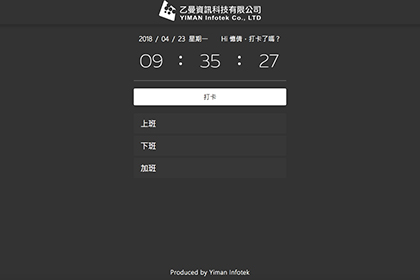 乙曼資訊科技有限公司
YIMAN Infotek Co., LTD
2018 / 04 / 23 星期一 Hi 億倩，打卡了嗎？
09 : 35 : 27
打卡
上班
下班
加班
Produced by Yiman Infotek